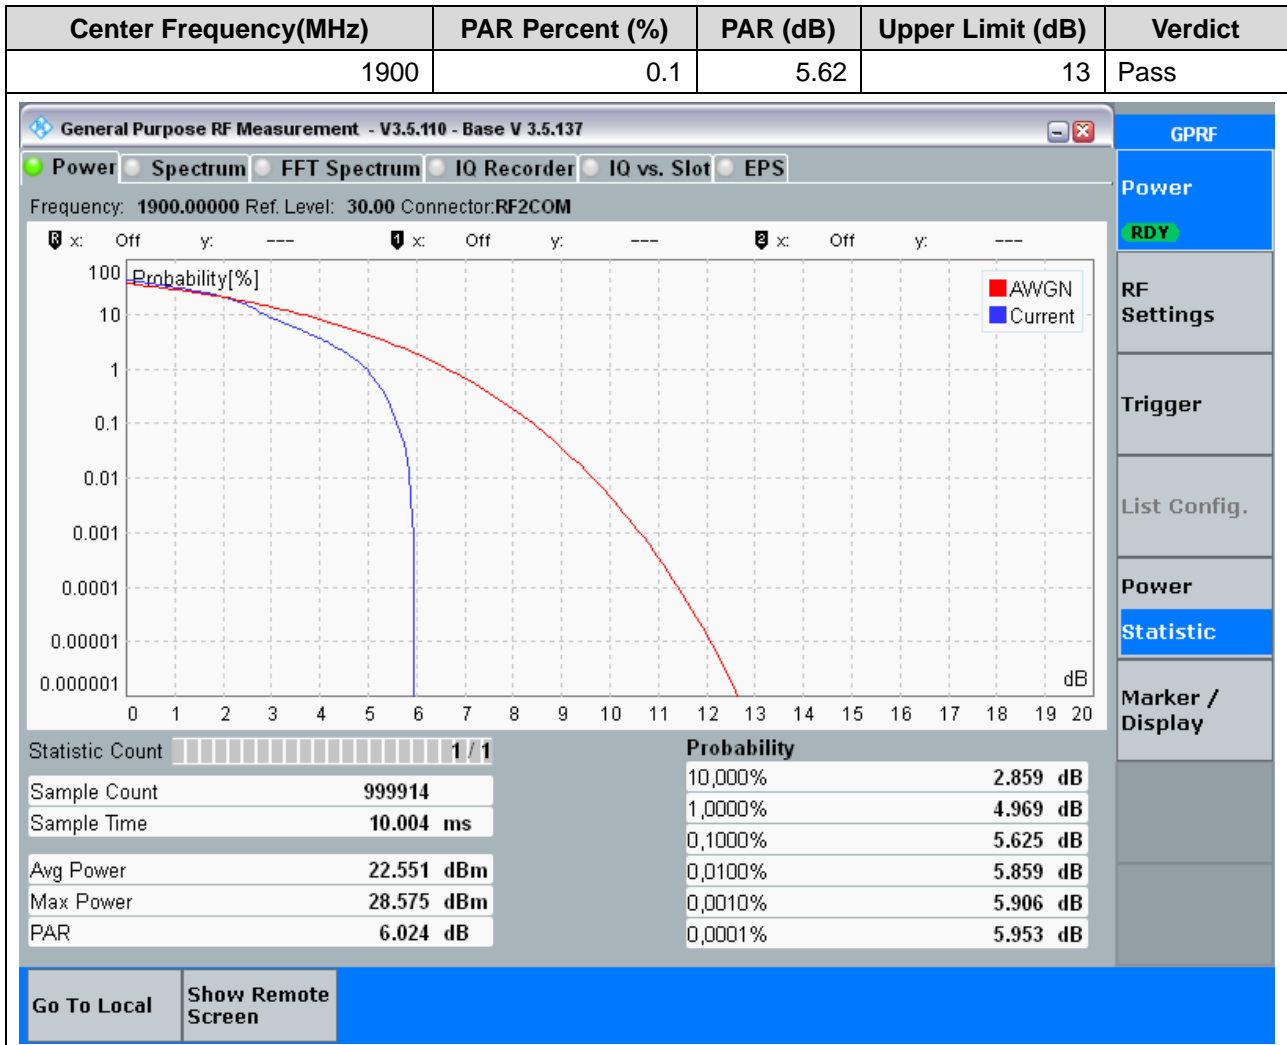 Center Frequency(MHz) PAR Percent (%) PAR (dB) Upper Limit (dB) Verdict
1900 0.1 5.62 13 Pass
General Purpose RF Measurement - V3.5.110 - Base V 3.5.137
GPRF
Power Spectrum FFT Spectrum IQ Recorder IQ vs. Slot EPS
Frequency: 1900.00000 Ref. Level: 30.00 Connector:RF2COM
R x: Off y: --- 1 x: Off y: --- 2 x: Off y: ---
Probability[%]
AWGN
Current
100
10
1
0.1
0.01
0.001
0.0001
0.00001
0.000001
dB
0 1 2 3 4 5 6 7 8 9 10 11 12 13 14 15 16 17 18 19 20
Statistic Count 1 / 1
Sample Count 999914
Sample Time 10.004 ms
Avg Power 22.551 dBm
Max Power 28.575 dBm
PAR 6.024 dB
Probability
10,000% 2.859 dB
1,0000% 4.969 dB
0,1000% 5.625 dB
0,0100% 5.859 dB
0,0010% 5.906 dB
0,0001% 5.953 dB
Power
RDY
RF
Settings
Trigger
List Config.
Power
Statistic
Marker /
Display
Go To Local
Show Remote
Screen